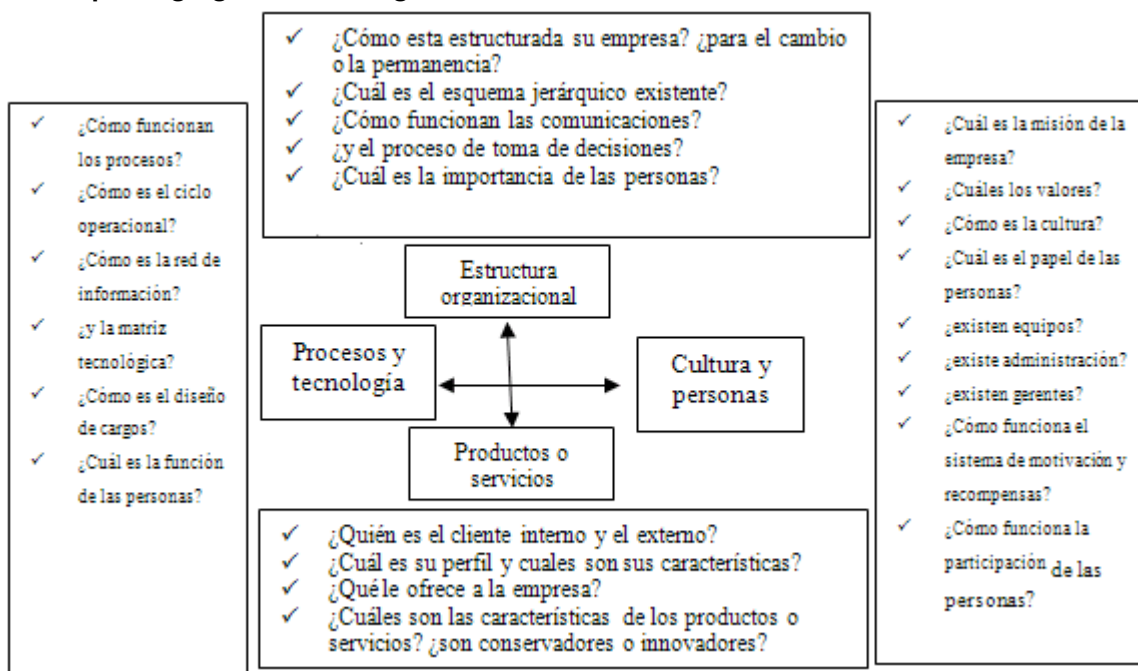 ✓ ¿Cómo esta estructurada su empresa? ¿para el cambio
o la permanencia?
✓ ¿Cuál es el esquema jerárquico existente?
✓ ¿Cómo funcionan las comunicaciones?
✓ ¿y el proceso de toma de decisiones?
✓ ¿Cuál es la importancia de las personas?
✓ ¿Cómo funcionan
los procesos?
✓ ¿Cómo es el ciclo
operacional?
✓ ¿Cómo es la red de
información?
✓ ¿y la matriz
tecnológica?
✓ ¿Cómo es el diseño
de cargos?
✓ ¿Cuál es la función
de las personas?
Estructura
organizacional
Procesos y
tecnología
Cultura y
personas
Productos o
servicios
✓ ¿Cuál es la misión de la
empresa?
✓ ¿Cuáles los valores?
✓ ¿Cómo es la cultura?
✓ ¿Cuál es el papel de las
personas?
✓ ¿existen equipos?
✓ ¿existe administración?
✓ ¿existen gerentes?
✓ ¿Cómo funciona el
sistema de motivación y
recompensas?
✓ ¿Cómo funciona la
participación de las
personas?
✓ ¿Quién es el cliente interno y el externo?
✓ ¿Cuál es su perfil y cuales son sus características?
✓ ¿Qué le ofrece a la empresa?
✓ ¿Cuáles son las características de los productos o
servicios? ¿son conservadores o innovadores?